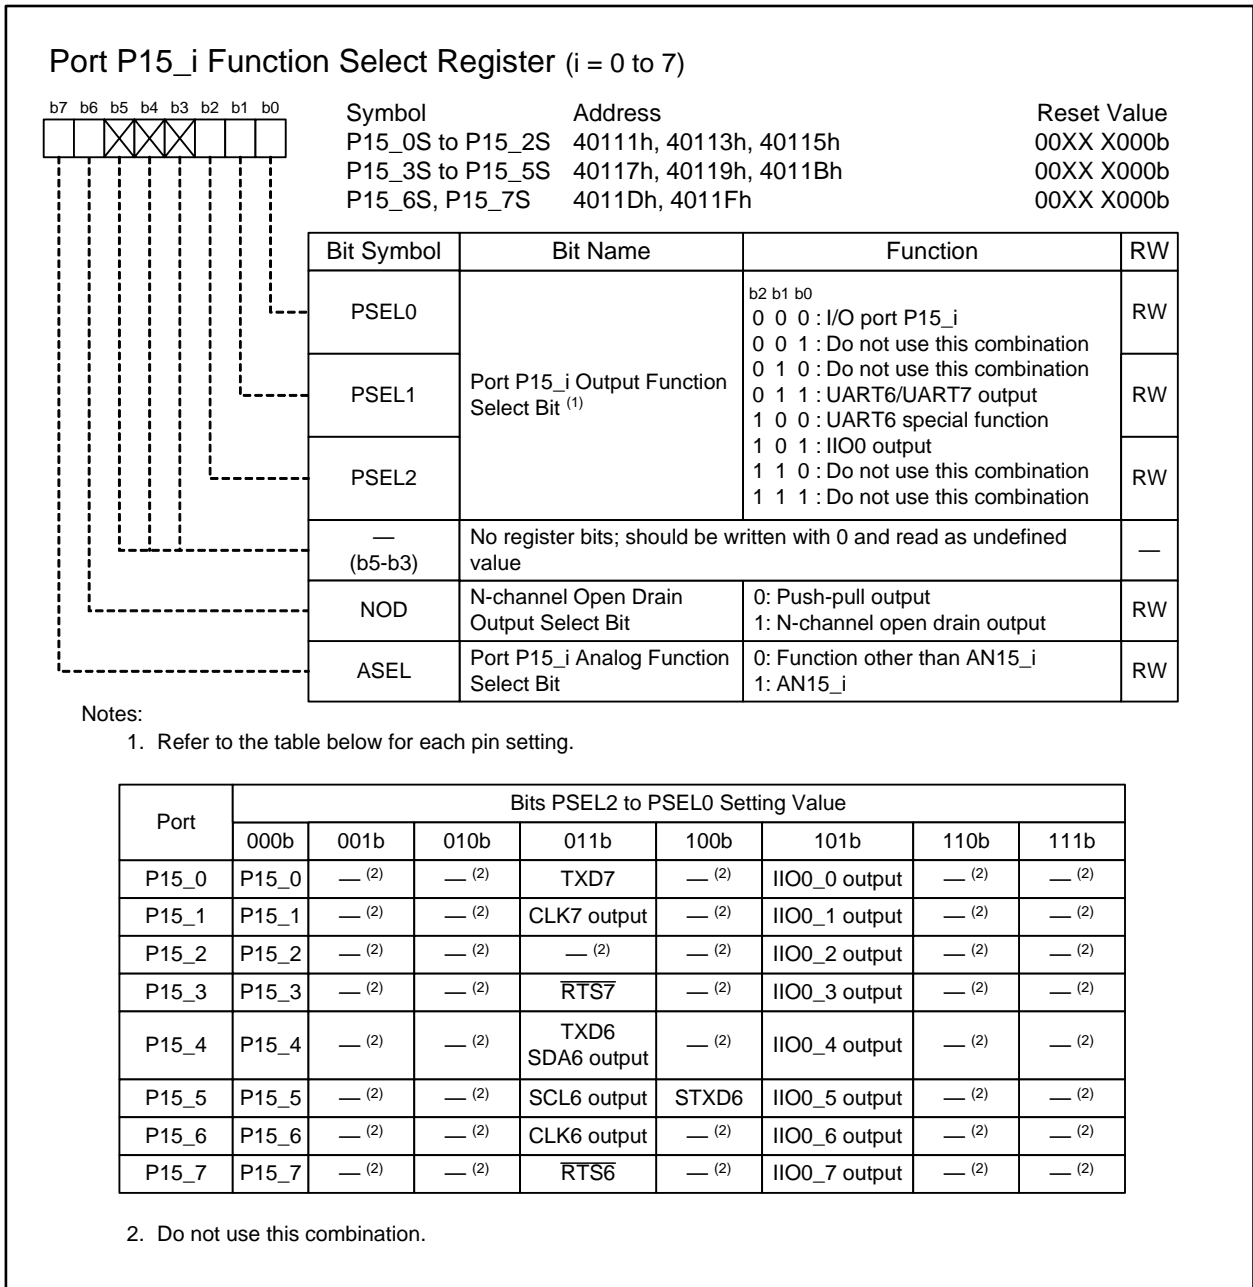 Port P15_i Function Select Register (i = 0 to 7)
b7 b6 b5 b4 b3 b2 b1 b0
Symbol Address Reset Value
P15_0S to P15_2S 40111h, 40113h, 40115h 00XX X000b
P15_3S to P15_5S 40117h, 40119h, 4011Bh 00XX X000b
P15_6S, P15_7S 4011Dh, 4011Fh 00XX X000b
Bit Symbol Bit Name Function RW
PSEL0 RW
PSEL1 RW
PSEL2 RW
Port P15_i Output Function
Select Bit (1)
b2 b1 b0
0 0 0 : I/O port P15_i
0 0 1 : Do not use this combination
0 1 0 : Do not use this combination
0 1 1 : UART6/UART7 output
1 0 0 : UART6 special function
1 0 1 : IIO0 output
1 1 0 : Do not use this combination
1 1 1 : Do not use this combination
—
(b5-b3)
No register bits; should be written with 0 and read as undefined
value
—
NOD
N-channel Open Drain
Output Select Bit
0: Push-pull output
1: N-channel open drain output
RW
ASEL
Port P15_i Analog Function
Select Bit
0: Function other than AN15_i
1: AN15_i
RW
Notes:
1. Refer to the table below for each pin setting.
Port
Bits PSEL2 to PSEL0 Setting Value
000b 001b 010b 011b 100b 101b 110b 111b
P15_0 P15_0 — (2) — (2) TXD7 — (2) IIO0_0 output — (2) — (2)
P15_1 P15_1 — (2) — (2) CLK7 output — (2) IIO0_1 output — (2) — (2)
P15_2 P15_2 — (2) — (2) — (2) — (2) IIO0_2 output — (2) — (2)
P15_3 P15_3 — (2) — (2) RTS7 — (2) IIO0_3 output — (2) — (2)
P15_4 P15_4 — (2) — (2) TXD6 SDA6 output — (2) IIO0_4 output — (2) — (2)
P15_5 P15_5 — (2) — (2) SCL6 output STXD6 IIO0_5 output — (2) — (2)
P15_6 P15_6 — (2) — (2) CLK6 output — (2) IIO0_6 output — (2) — (2)
P15_7 P15_7 — (2) — (2) RTS6 — (2) IIO0_7 output — (2) — (2)
2. Do not use this combination.